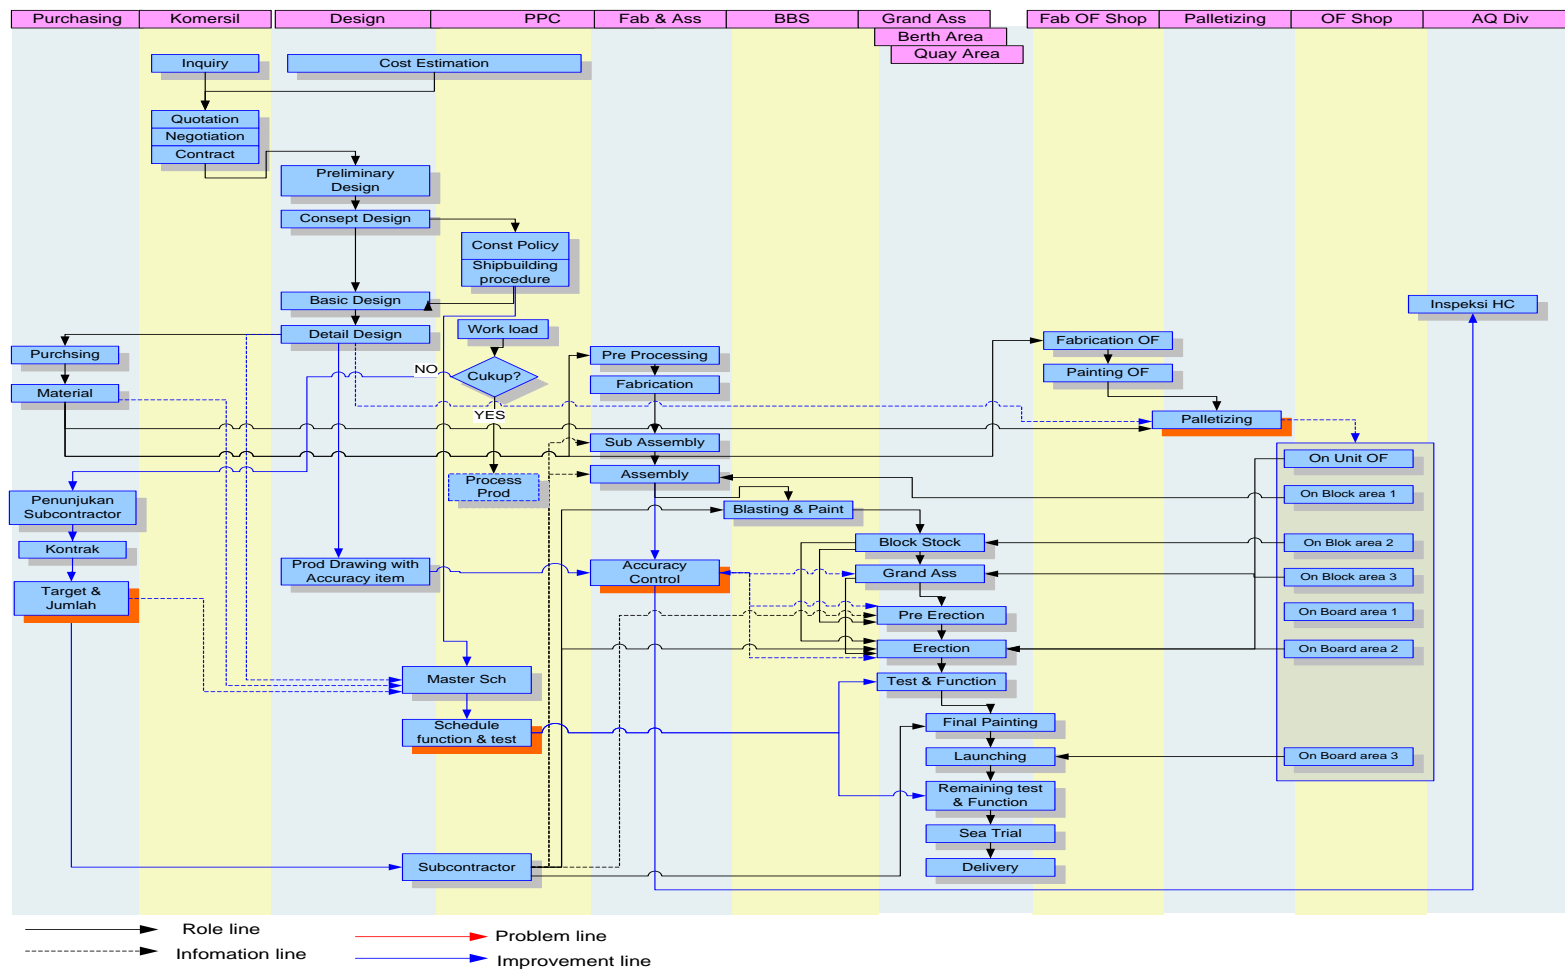 Purchasing
Komersil
Design
PPC
Fab & Ass
BBS
Grand Ass
Fab OF Shop
Palletizing
OF Shop
AQ Div
Berth Area
Quay Area
Inquiry
Cost Estimation
Quotation
Negotiation
Contract
Preliminary
Design
Consept Design
Const Policy
Shipbuilding
procedure
Basic Design
Inspeksi HC
Detail Design
Work load
Purchsing
Pre Processing
Fabrication OF
NO
Cukup?
Painting OF
Material
Fabrication
YES
Palletizing
Sub Assembly
On Unit OF
Assembly
Process
Prod
On Block area 1
Penunjukan
Subcontractor
Blasting & Paint
Kontrak
Block Stock
On Blok area 2
Prod Drawing with
Accuracy item
Accuracy
Control
Grand Ass
On Block area 3
Target &
Jumlah
Pre Erection
On Board area 1
Erection
On Board area 2
Master Sch
Test & Function
Schedule
function & test
Final Painting
Launching
On Board area 3
Remaining test
& Function
Sea Trial
Subcontractor
Delivery
Role line
Problem line
Infomation line
Improvement line